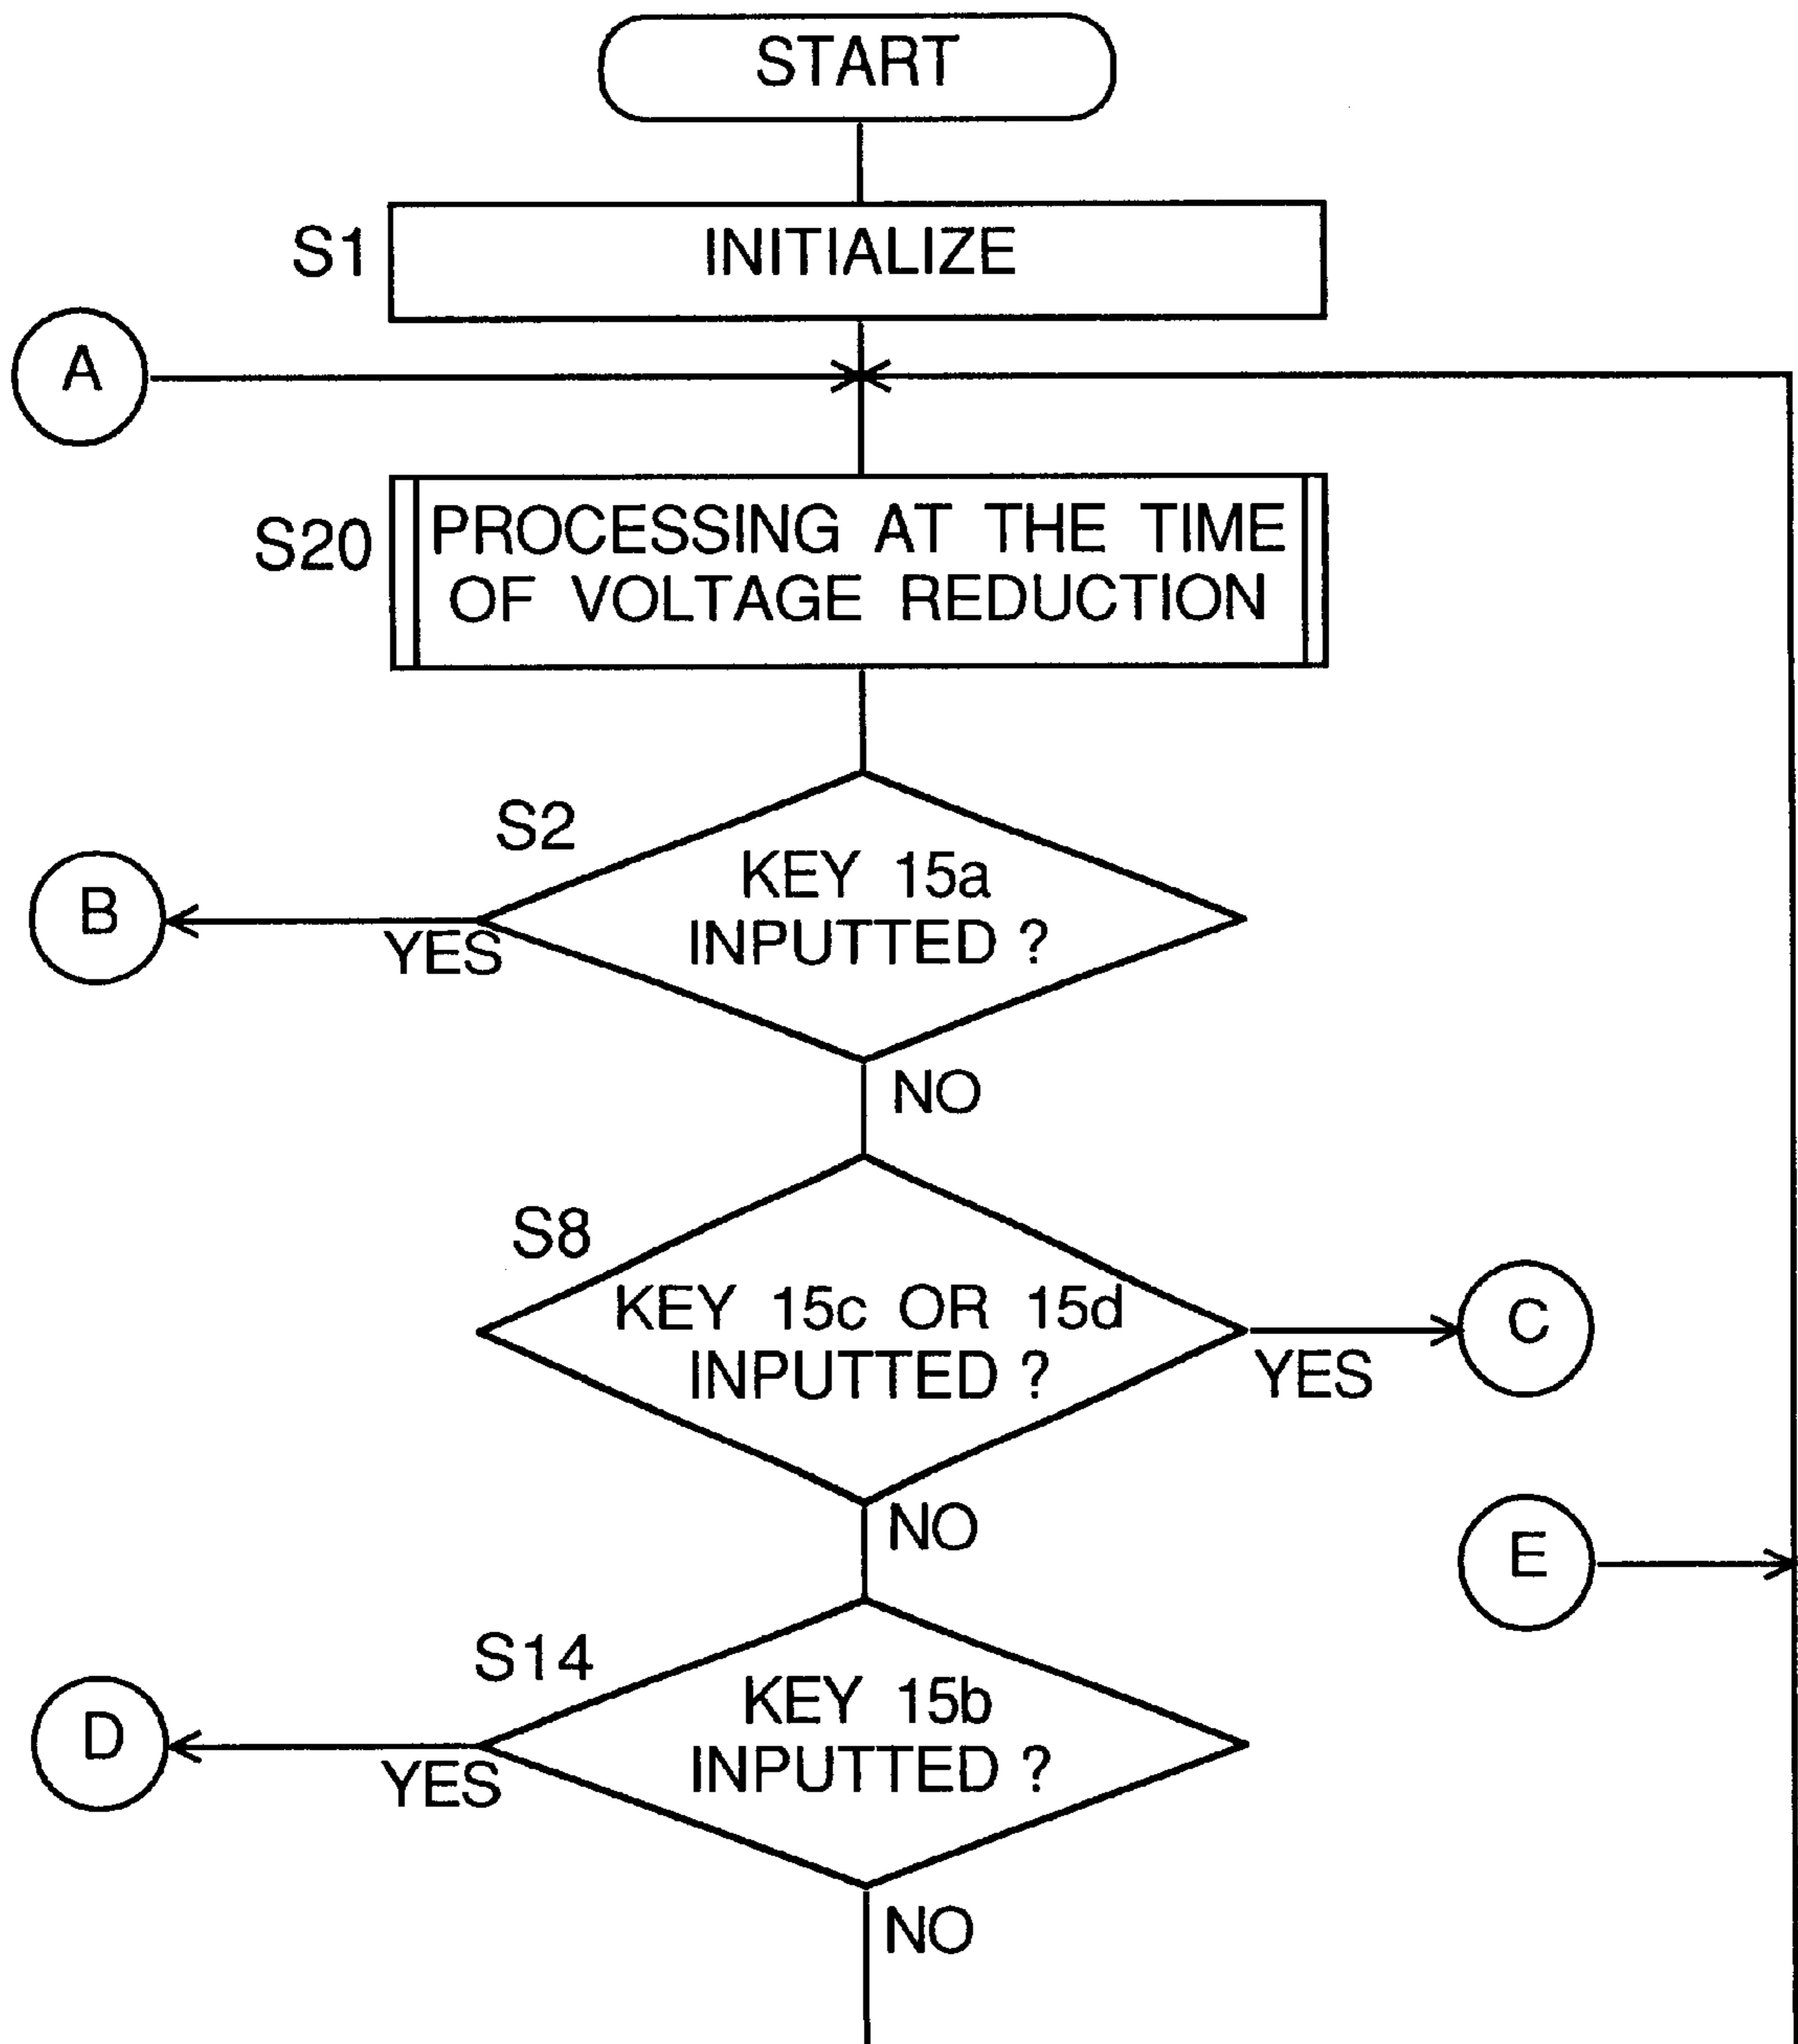 START
S1
INITIALIZE
A
S20
PROCESSING AT THE TIME
OF VOLTAGE REDUCTION
S2
KEY 15a
INPUTTED ?
B
YES
NO
S8
KEY 15c OR 15d
INPUTTED ?
C
YES
NO
E
S14
KEY 15b
INPUTTED ?
D
YES
NO